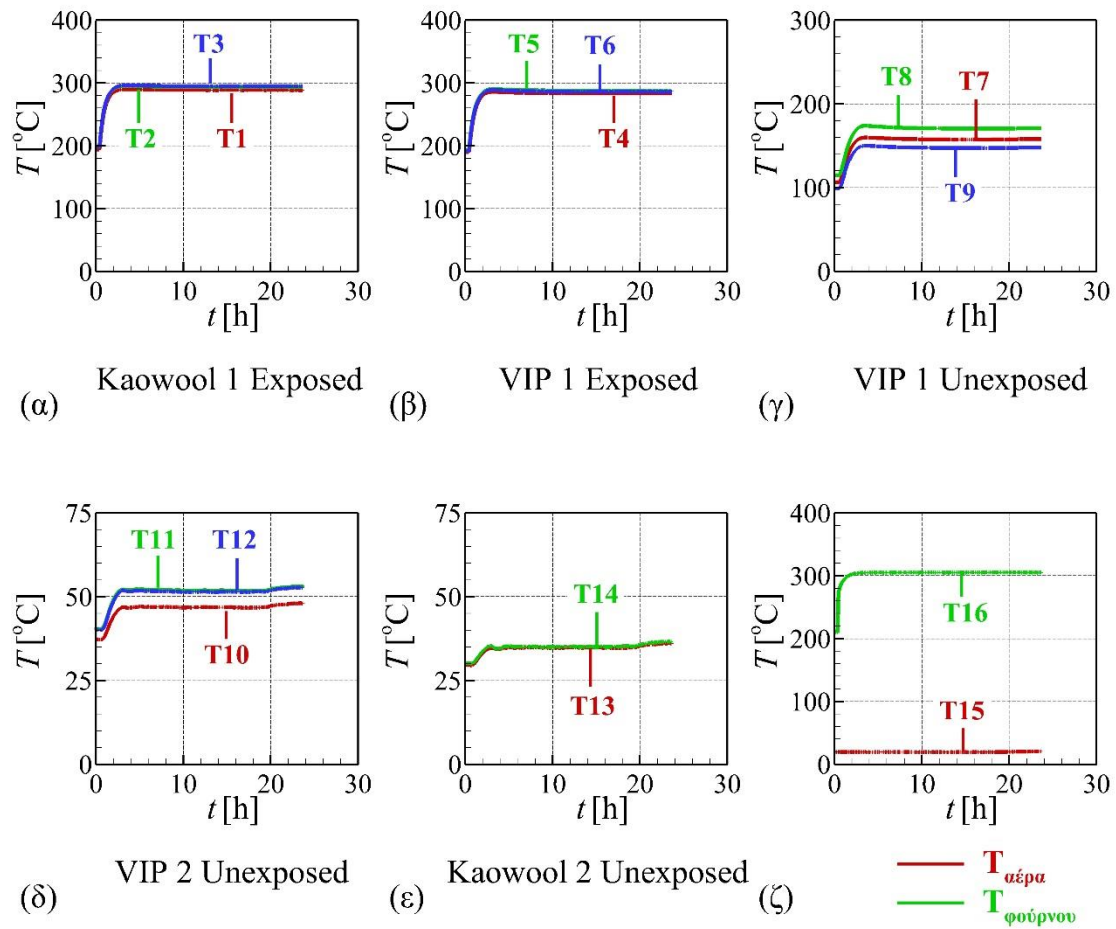 400
300
200
100
0
T [°C]
T3
T2
T1
0 10 20 30
t [h]
Kaowool 1 Exposed
(α)
400
300
200
100
0
T [°C]
T5
T6
T4
0 10 20 30
t [h]
VIP 1 Exposed
(β)
300
200
100
0
T [°C]
T8
T7
T9
0 10 20 30
t [h]
VIP 1 Unexposed
(γ)
75
50
25
0
T [°C]
T11
T12
T10
0 10 20 30
t [h]
VIP 2 Unexposed
(δ)
75
50
25
0
T [°C]
T14
T13
0 10 20 30
t [h]
Kaowool 2 Unexposed
(ε)
400
300
200
100
0
T [°C]
T16
T15
0 10 20 30
t [h]
(ζ)
Tαέρα
Tφούρνου